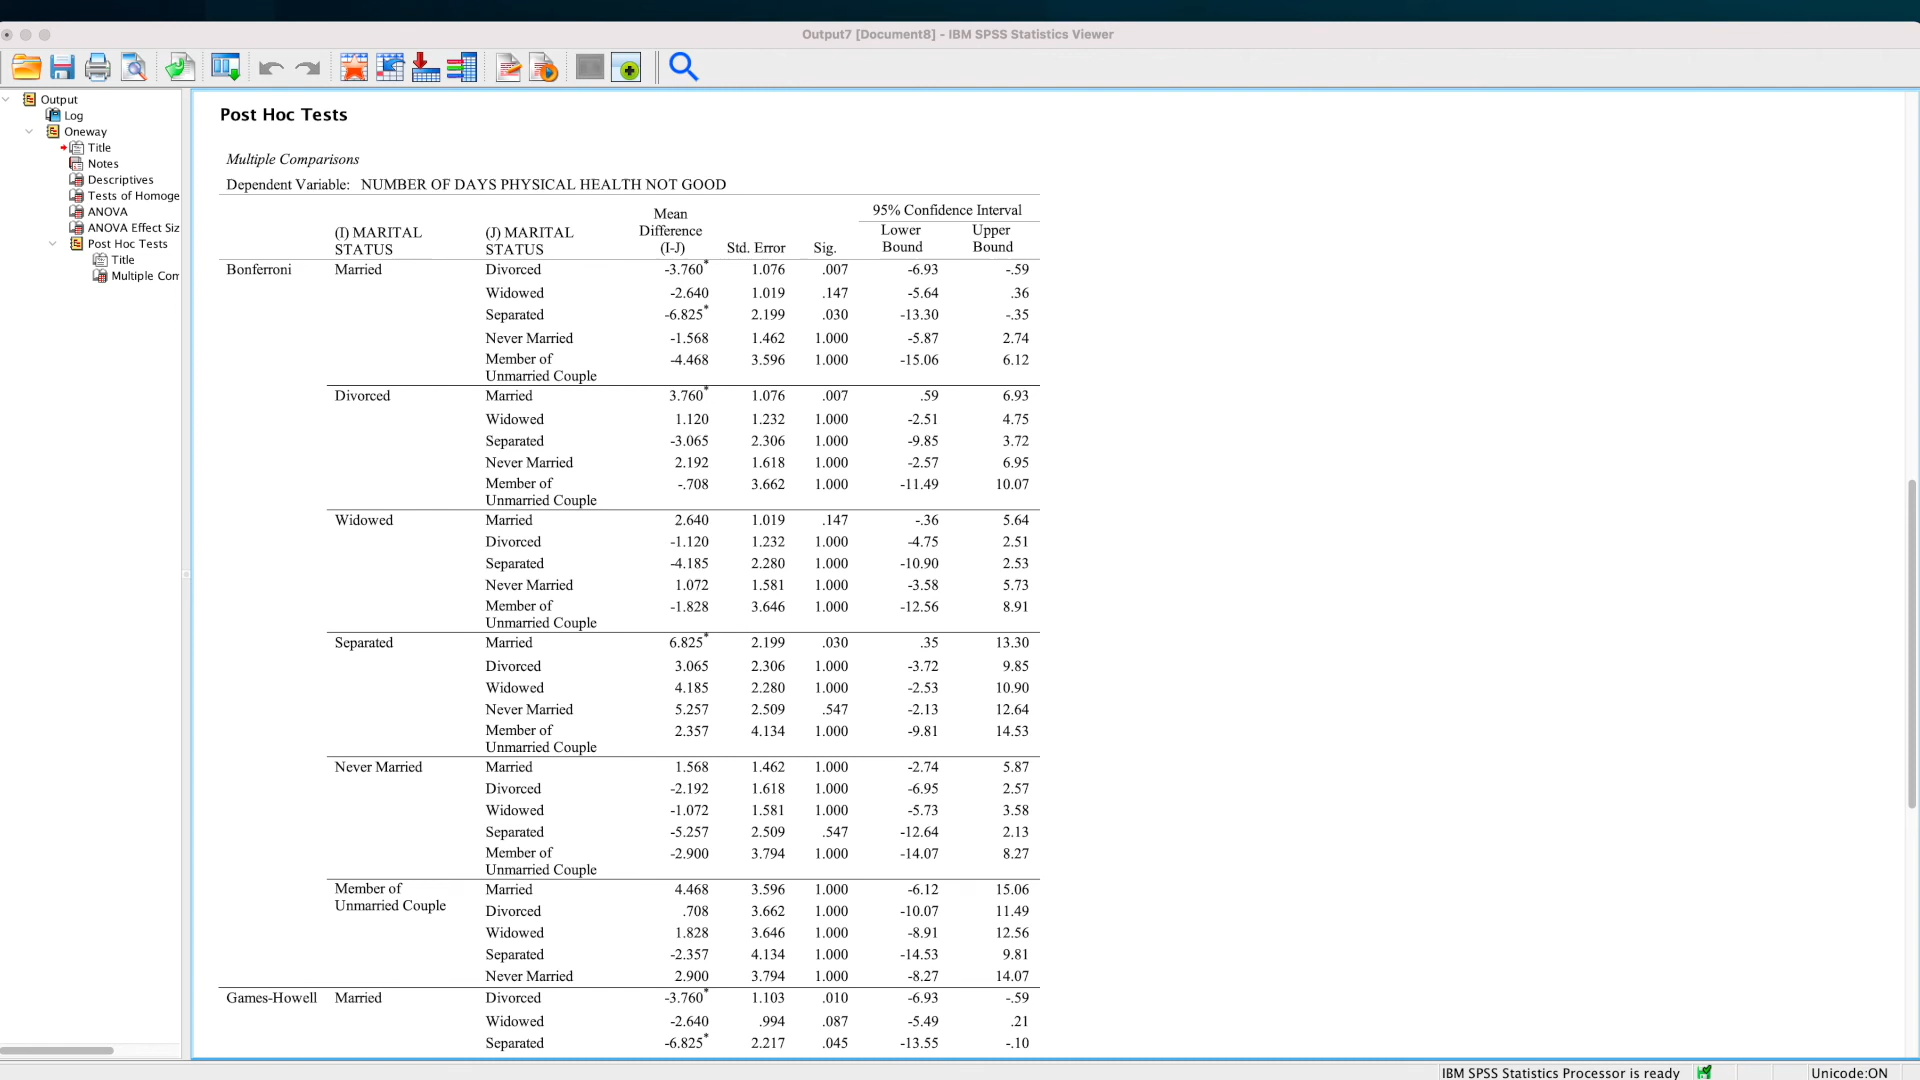 Output7 [Document8] - IBM SPSS Statistics Viewer
Output
Log
Oneway
Title
Notes
Descriptives
Tests of Homoge
ANOVA
ANOVA Effect Siz
Post Hoc Tests
Title
Multiple Com
Post Hoc Tests
Multiple Comparisons
Dependent Variable: NUMBER OF DAYS PHYSICAL HEALTH NOT GOOD
(I) MARITAL STATUS (J) MARITAL STATUS Mean Difference (I-J) Std. Error Sig. 95% Confidence Interval Lower Bound Upper Bound
Bonferroni Married Divorced -3.760* 1.076 .007 -6.93 -.59
Widowed -2.640 1.019 .147 -5.64 .36
Separated -6.825* 2.199 .030 -13.30 -.35
Never Married -1.568 1.462 1.000 -5.87 2.74
Member of Unmarried Couple -4.468 3.596 1.000 -15.06 6.12
Divorced Married 3.760* 1.076 .007 .59 6.93
Widowed 1.120 1.232 1.000 -2.51 4.75
Separated -3.065 2.306 1.000 -9.85 3.72
Never Married 2.192 1.618 1.000 -2.57 6.95
Member of Unmarried Couple -.708 3.662 1.000 -11.49 10.07
Widowed Married 2.640 1.019 .147 -.36 5.64
Divorced -1.120 1.232 1.000 -4.75 2.51
Separated -4.185 2.280 1.000 -10.90 2.53
Never Married 1.072 1.581 1.000 -3.58 5.73
Member of Unmarried Couple -1.828 3.646 1.000 -12.56 8.91
Separated Married 6.825* 2.199 .030 .35 13.30
Divorced 3.065 2.306 1.000 -3.72 9.85
Widowed 4.185 2.280 1.000 -2.53 10.90
Never Married 5.257 2.509 .547 -2.13 12.64
Member of Unmarried Couple 2.357 4.134 1.000 -9.81 14.53
Never Married Married 1.568 1.462 1.000 -2.74 5.87
Divorced -2.192 1.618 1.000 -6.95 2.57
Widowed -1.072 1.581 1.000 -5.73 3.58
Separated -5.257 2.509 .547 -12.64 2.13
Member of Unmarried Couple -2.900 3.794 1.000 -14.07 8.27
Member of Unmarried Couple Married 4.468 3.596 1.000 -6.12 15.06
Divorced .708 3.662 1.000 -10.07 11.49
Widowed 1.828 3.646 1.000 -8.91 12.56
Separated -2.357 4.134 1.000 -14.53 9.81
Never Married 2.900 3.794 1.000 -8.27 14.07
Games-Howell Married Divorced -3.760* 1.103 .010 -6.93 -.59
Widowed -2.640 .994 .087 -5.49 .21
Separated -6.825* 2.217 .045 -13.55 -.10
IBM SPSS Statistics Processor is ready
Unicode:ON